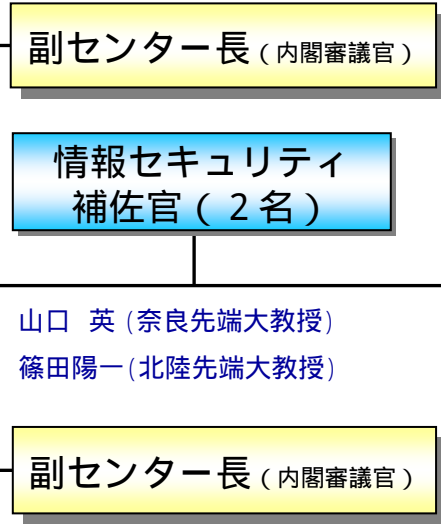 副センター長(内閣審議官)
情報セキュリティ
補佐官(2名)
山口 英(奈良先端大教授)
篠田陽一(北陸先端大教授)
副センター長(内閣審議官)